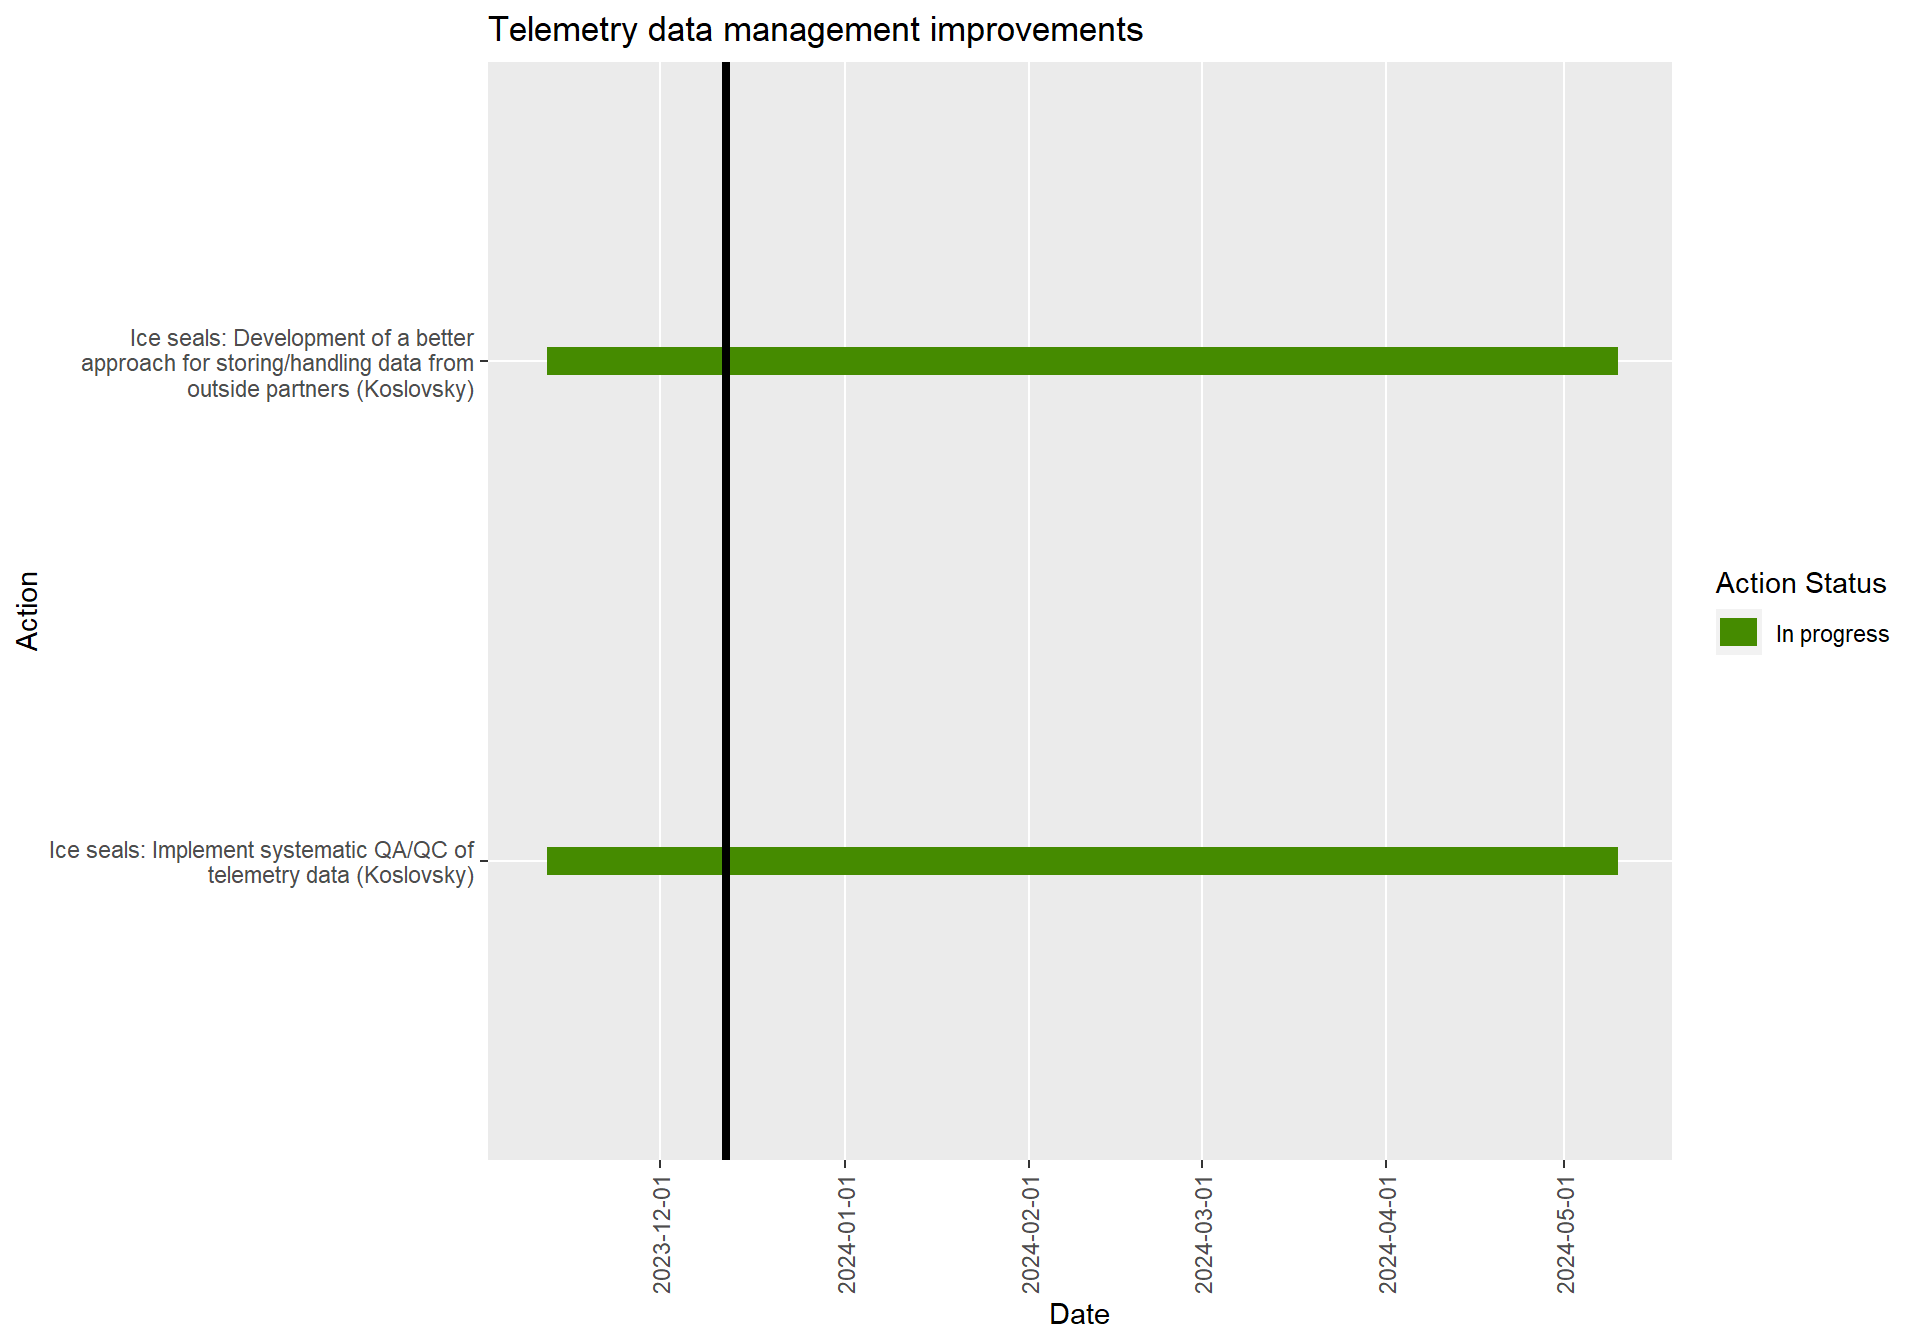 Telemetry data management improvements
Ice seals: Development of a better
approach for storing/handling data from
outside partners (Koslovsky)
Action
Ice seals: Implement systematic QA/QC of
telemetry data (Koslovsky)
Action Status
In progress
2023-12-01
2024-01-01
2024-02-01
2024-03-01
2024-04-01
2024-05-01
Date